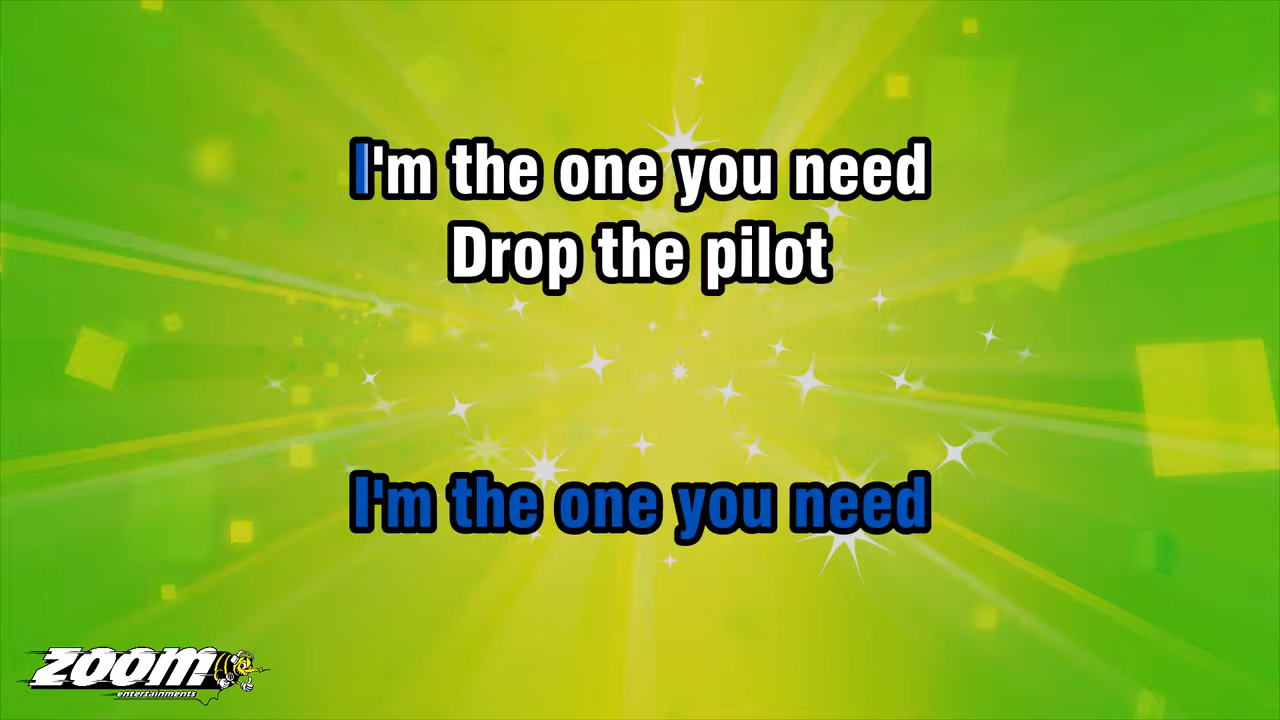 I'm the one you need
Drop the pilot
I'm the one you need
zoom
entertainments